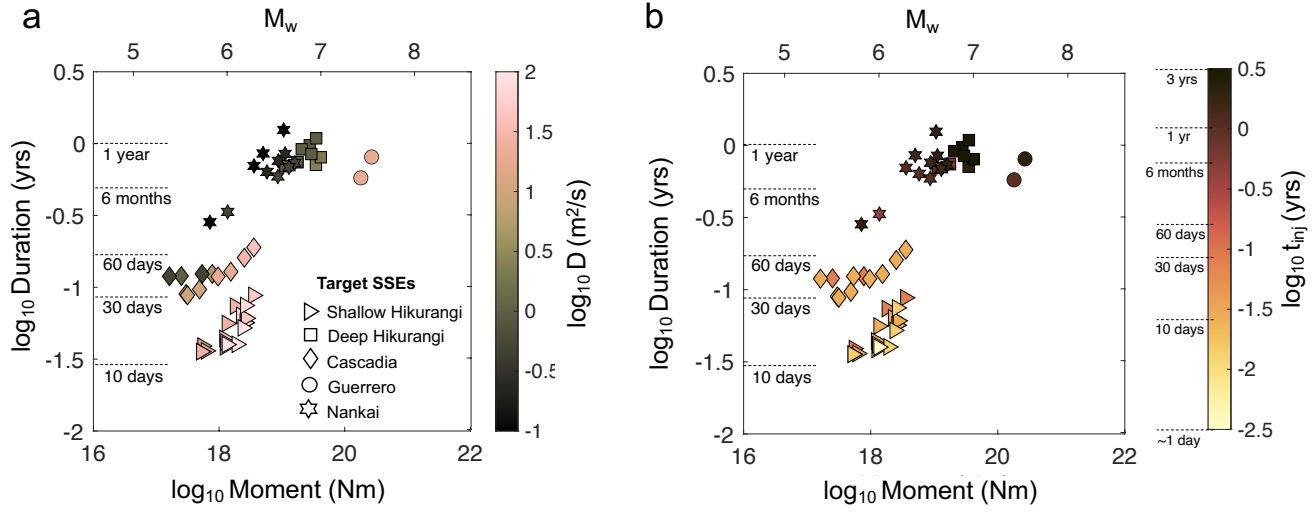 a
M_w
5 6 7 8
0.5
0
-0.5
-1
-1.5
-2
log₁₀ Duration (yrs)
1 year
6 months
60 days
30 days
10 days
Target SSEs
Shallow Hikurangi
Deep Hikurangi
Cascadia
Guerrero
Nankai
16 18 20 22
log₁₀ Moment (Nm)
2
1.5
1
0.5
0
-0.5
-1
log₁₀ D (m²/s)
b
M_w
5 6 7 8
0.5
0
-0.5
-1
-1.5
-2
log₁₀ Duration (yrs)
1 year
6 months
60 days
30 days
10 days
16 18 20 22
log₁₀ Moment (Nm)
3 yrs
1 yr
6 months
60 days
30 days
10 days
~1 day
0.5
0
-0.5
-1
-1.5
-2
-2.5
log₁₀ t_inj (yrs)